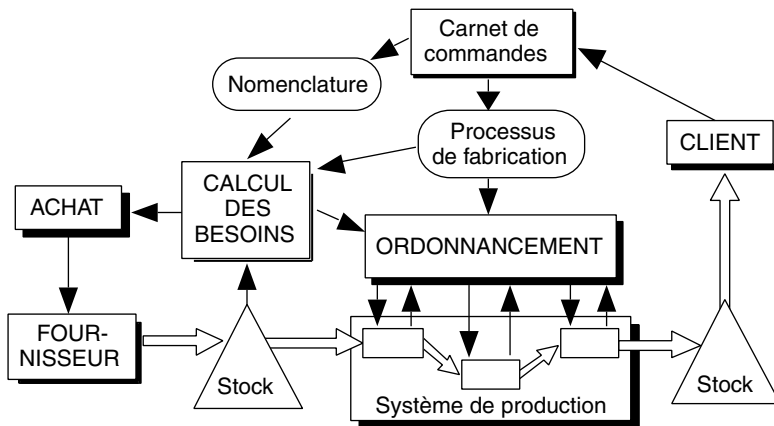 Carnet de
commandes
Nomenclature
Processus
de fabrication
CLIENT
CALCUL
DES
BESOINS
ACHAT
ORDONNANCEMENT
FOUR-
NISSEUR
Stock
Système de production
Stock